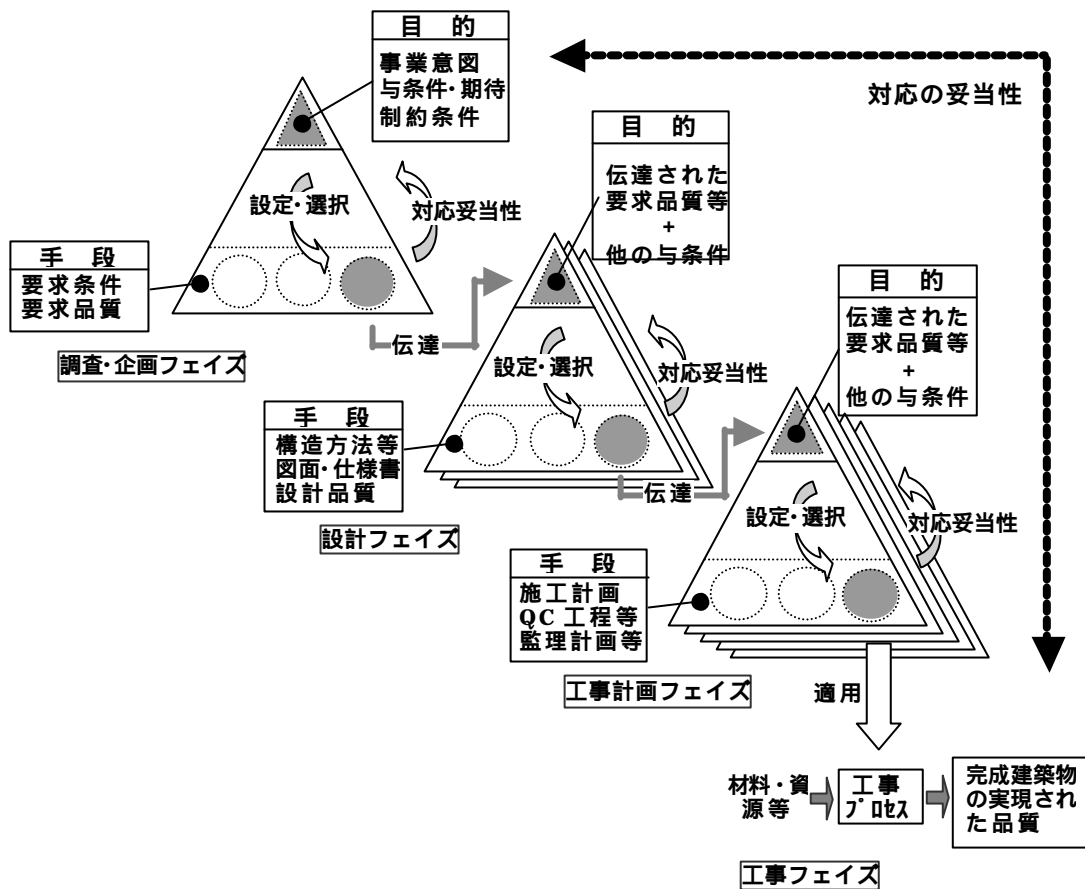 目 的
事業意図
与条件・期待
制約条件
対応の妥当性
目 的
伝達された
要求品質等
+
他の与条件
設定・選択
対応妥当性
手 段
要求条件
要求品質
目 的
伝達された
要求品質等
+
他の与条件
伝達
調査・企画フェイズ
設定・選択
対応妥当性
手 段
構造方法等
図面・仕様書
設計品質
伝達
設計フェイズ
設定・選択
対応妥当性
手 段
施工計画
QC 工程等
監理計画等
工事計画フェイズ
適用
材料・資
源等
工事
プロセス
完成建築物
の実現され
た品質
工事フェイズ